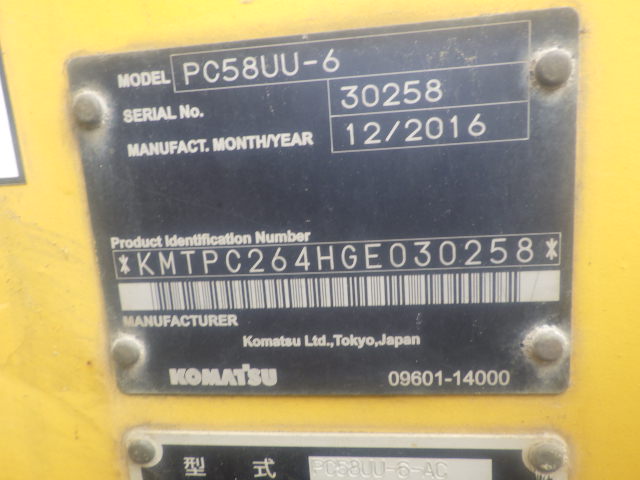 MODEL PC58UU-6
SERIAL No. 30258
MANUFACT. MONTH/YEAR 12/2016
Product Identification Number
*KMTPC264HGE030258*
MANUFACTURER
Komatsu Ltd.,Tokyo,Japan
KOMATSU 09601-14000
型式 PC58UU-6-AC